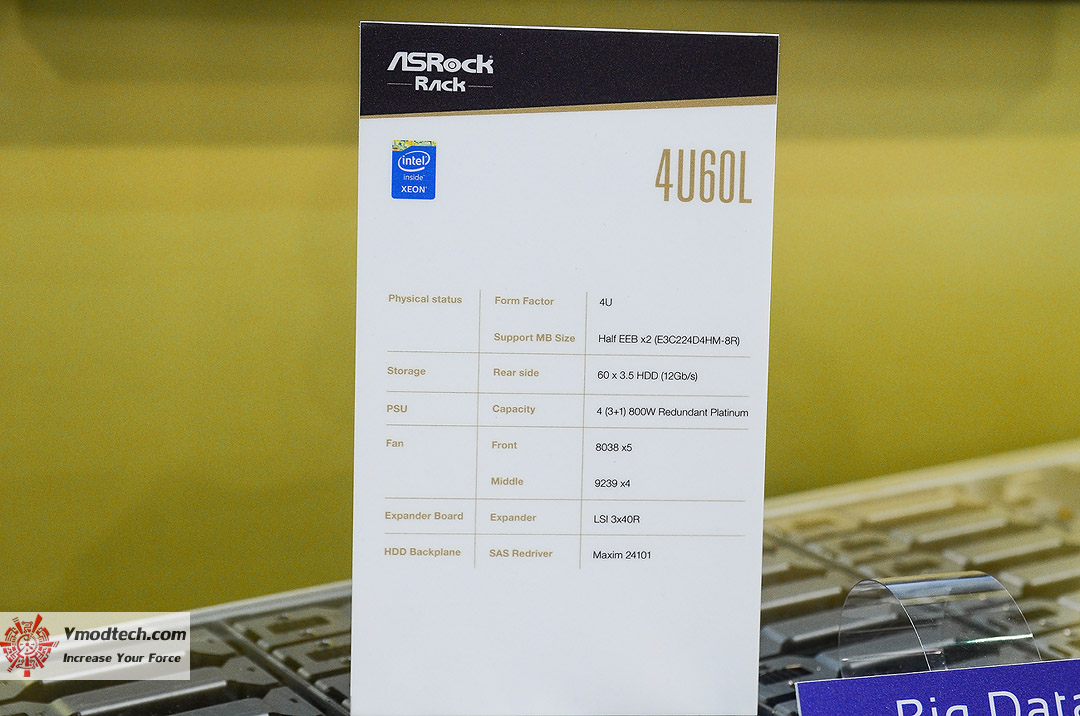 ASRock
Rack
intel
inside
XEON
4U60L
Physical status Form Factor 4U
Support MB Size Half EEB x2 (E3C224D4HM-8R)
Storage Rear side 60 x 3.5 HDD (12Gb/s)
PSU Capacity 4 (3+1) 800W Redundant Platinum
Fan Front 8038 x5
Middle 9239 x4
Expander Board Expander LSI 3x40R
HDD Backplane SAS Redriver Maxim 24101
Big Data
Vmodtech.com
Increase Your Force